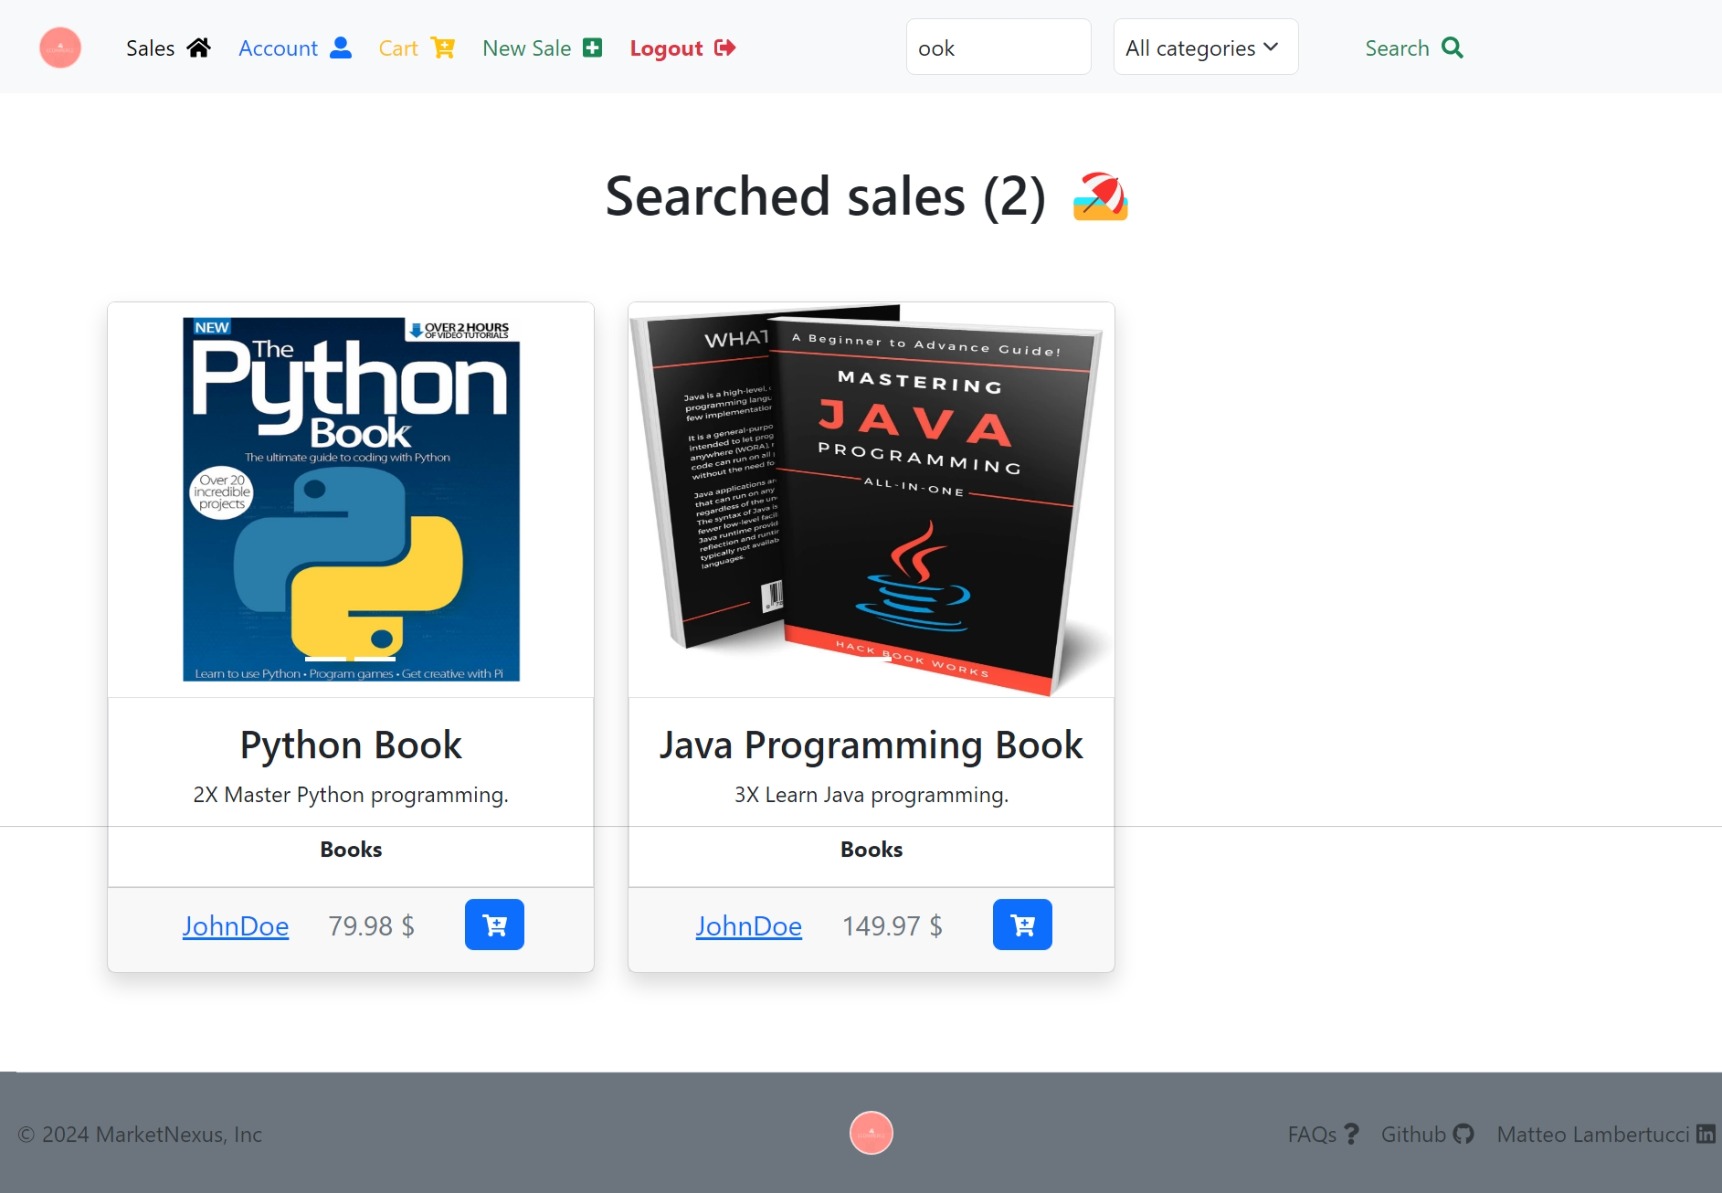 Sales Account Cart New Sale Logout ook All categories Search
Searched sales (2)
NEW
OVER 2 HOURS
OF VIDEO TUTORIALS
The
Python
Book
The ultimate guide to coding with Python
Over 20
incredible
projects
Learn to use Python • Program games • Get creative with Pi
WHAT
Java is a high-level,
programming langu
few implementation
It is a general-purpo
intended to let prog
anywhere (WORA),
code can run on all
without the need fo
Java applications ar
that can run on any
regardless of the un
The syntax of Java is
fewer low-level facil
Java runtime provid
reflection and runti
typically not availab
languages.
A Beginner to Advance Guide!
MASTERING
JAVA
PROGRAMMING
ALL-IN-ONE
HACK BOOK WORKS
Python Book
2X Master Python programming.
Books
JohnDoe 79.98 $
Java Programming Book
3X Learn Java programming.
Books
JohnDoe 149.97 $
© 2024 MarketNexus, Inc
FAQs Github Matteo Lambertucci